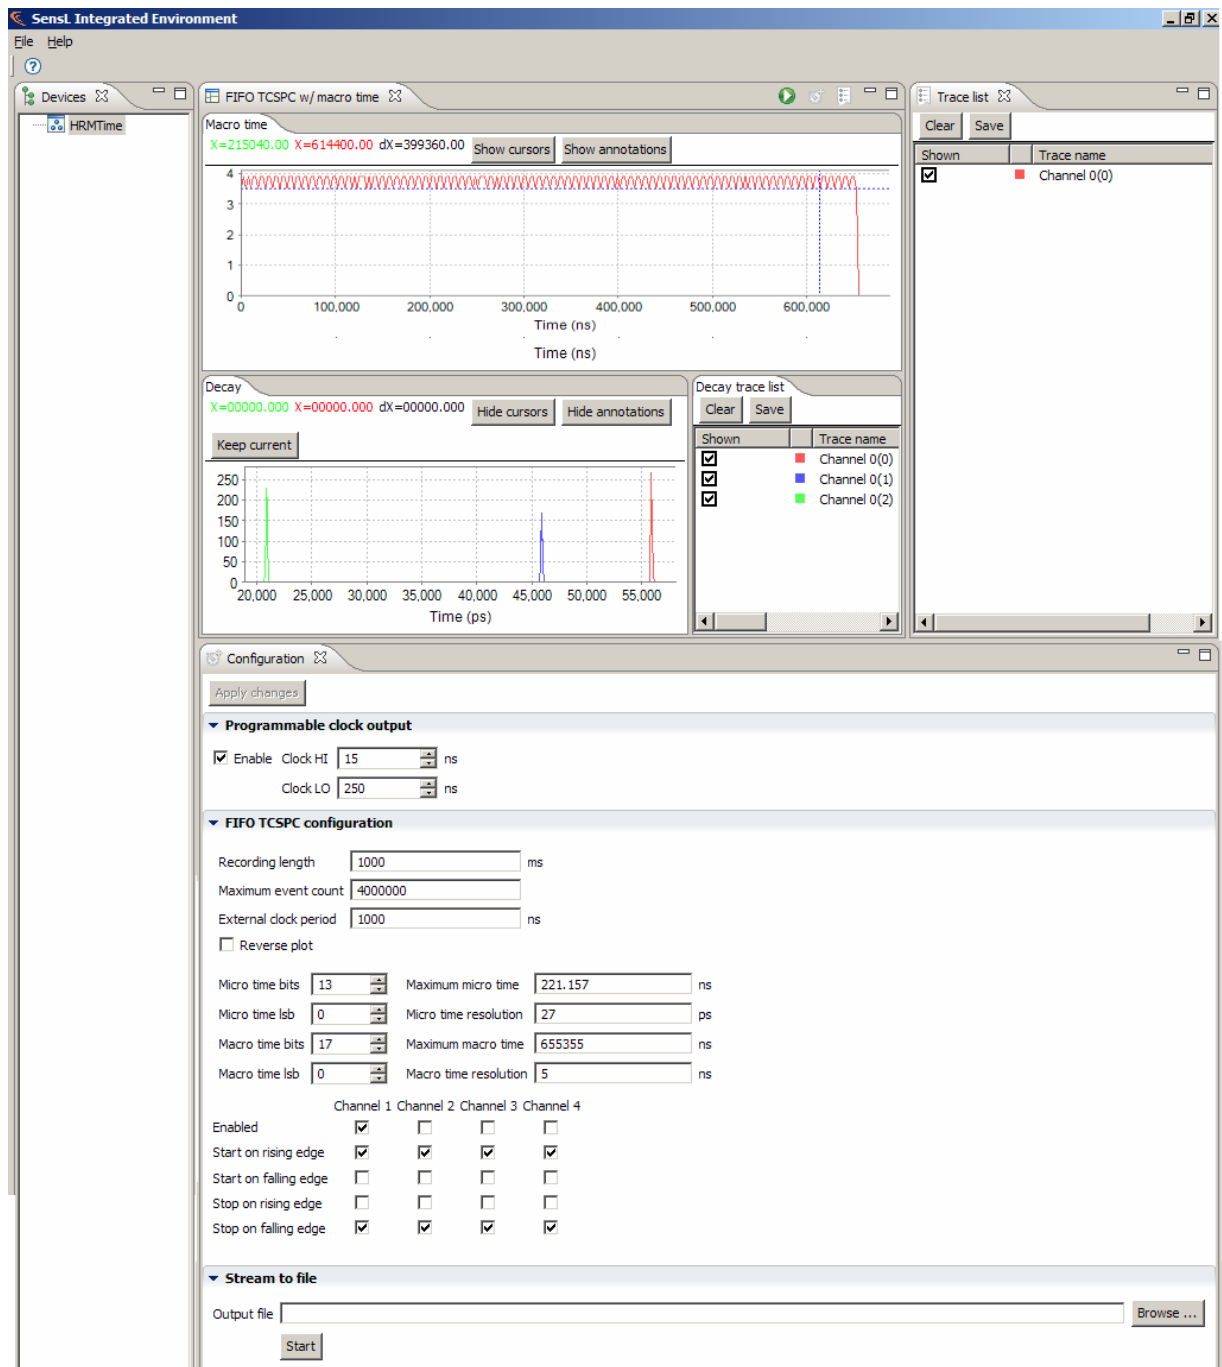 SensL Integrated Environment
File Help
Devices
HRMTime
FIFO TCSPC w/ macro time
Macro time
X=215040.00 X=614400.00 dX=399360.00 Show cursors Show annotations
4
3
2
1
0
0 100,000 200,000 300,000 400,000 500,000 600,000
Time (ns)
Time (ns)
Trace list
Clear Save
Shown Trace name
Channel 0(0)
Decay
X=00000.000 X=00000.000 dX=00000.000 Hide cursors Hide annotations
Keep current
250
200
150
100
50
0
20,000 25,000 30,000 35,000 40,000 45,000 50,000 55,000
Time (ps)
Decay trace list
Clear Save
Shown Trace name
Channel 0(0)
Channel 0(1)
Channel 0(2)
Configuration
Apply changes
Programmable clock output
Enable Clock HI 15 ns
Clock LO 250 ns
FIFO TCSPC configuration
Recording length 1000 ms
Maximum event count 4000000
External clock period 1000 ns
Reverse plot
Micro time bits 13 Maximum micro time 221.157 ns
Micro time lsb 0 Micro time resolution 27 ps
Macro time bits 17 Maximum macro time 655355 ns
Macro time lsb 0 Macro time resolution 5 ns
Channel 1 Channel 2 Channel 3 Channel 4
Enabled
Start on rising edge
Start on falling edge
Stop on rising edge
Stop on falling edge
Stream to file
Output file Browse ...
Start